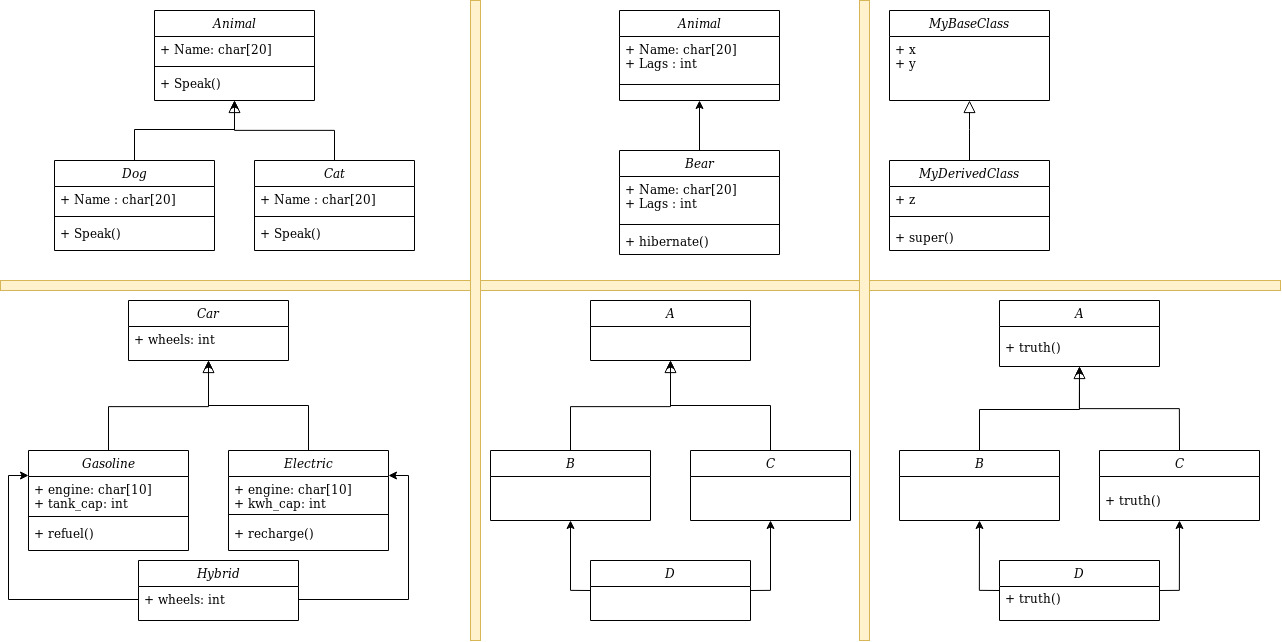 Animal
+ Name: char[20]
+ Speak()
Dog
+ Name : char[20]
+ Speak()
Cat
+ Name : char[20]
+ Speak()
Animal
+ Name: char[20]
+ Lags : int
Bear
+ Name: char[20]
+ Lags : int
+ hibernate()
MyBaseClass
+ x
+ y
MyDerivedClass
+ z
+ super()
Car
+ wheels: int
Gasoline
+ engine: char[10]
+ tank_cap: int
+ refuel()
Electric
+ engine: char[10]
+ kwh_cap: int
+ recharge()
Hybrid
+ wheels: int
A
B
C
D
A
+ truth()
B
C
+ truth()
D
+ truth()